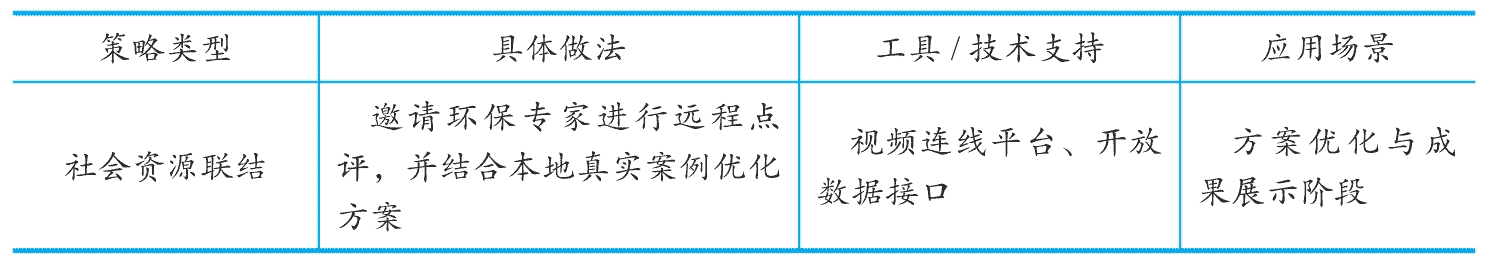 策略类型 具体做法 工具/技术支持 应用场景
社会资源联结
邀请环保专家进行远程点
评，并结合本地真实案例优化
方案
视频连线平台、开放
数据接口
方案优化与成
果展示阶段